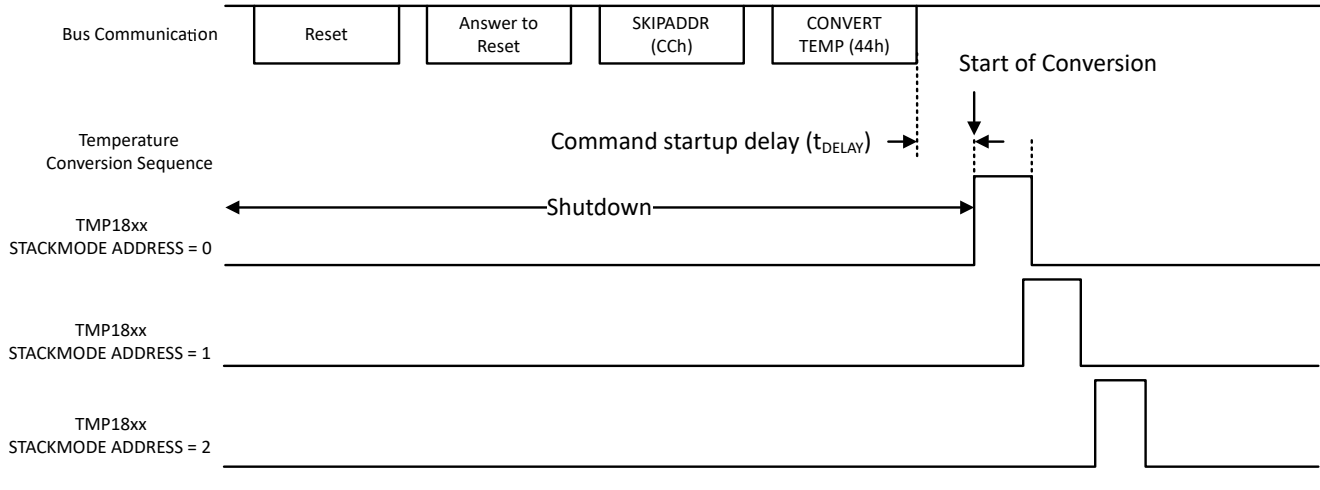 Bus Communication
Reset
Answer to
Reset
SKIPADDR
(CCh)
CONVERT
TEMP (44h)
Start of Conversion
Temperature
Conversion Sequence
Command startup delay (tDELAY)
Shutdown
TMP18xx
STACKMODE ADDRESS = 0
TMP18xx
STACKMODE ADDRESS = 1
TMP18xx
STACKMODE ADDRESS = 2